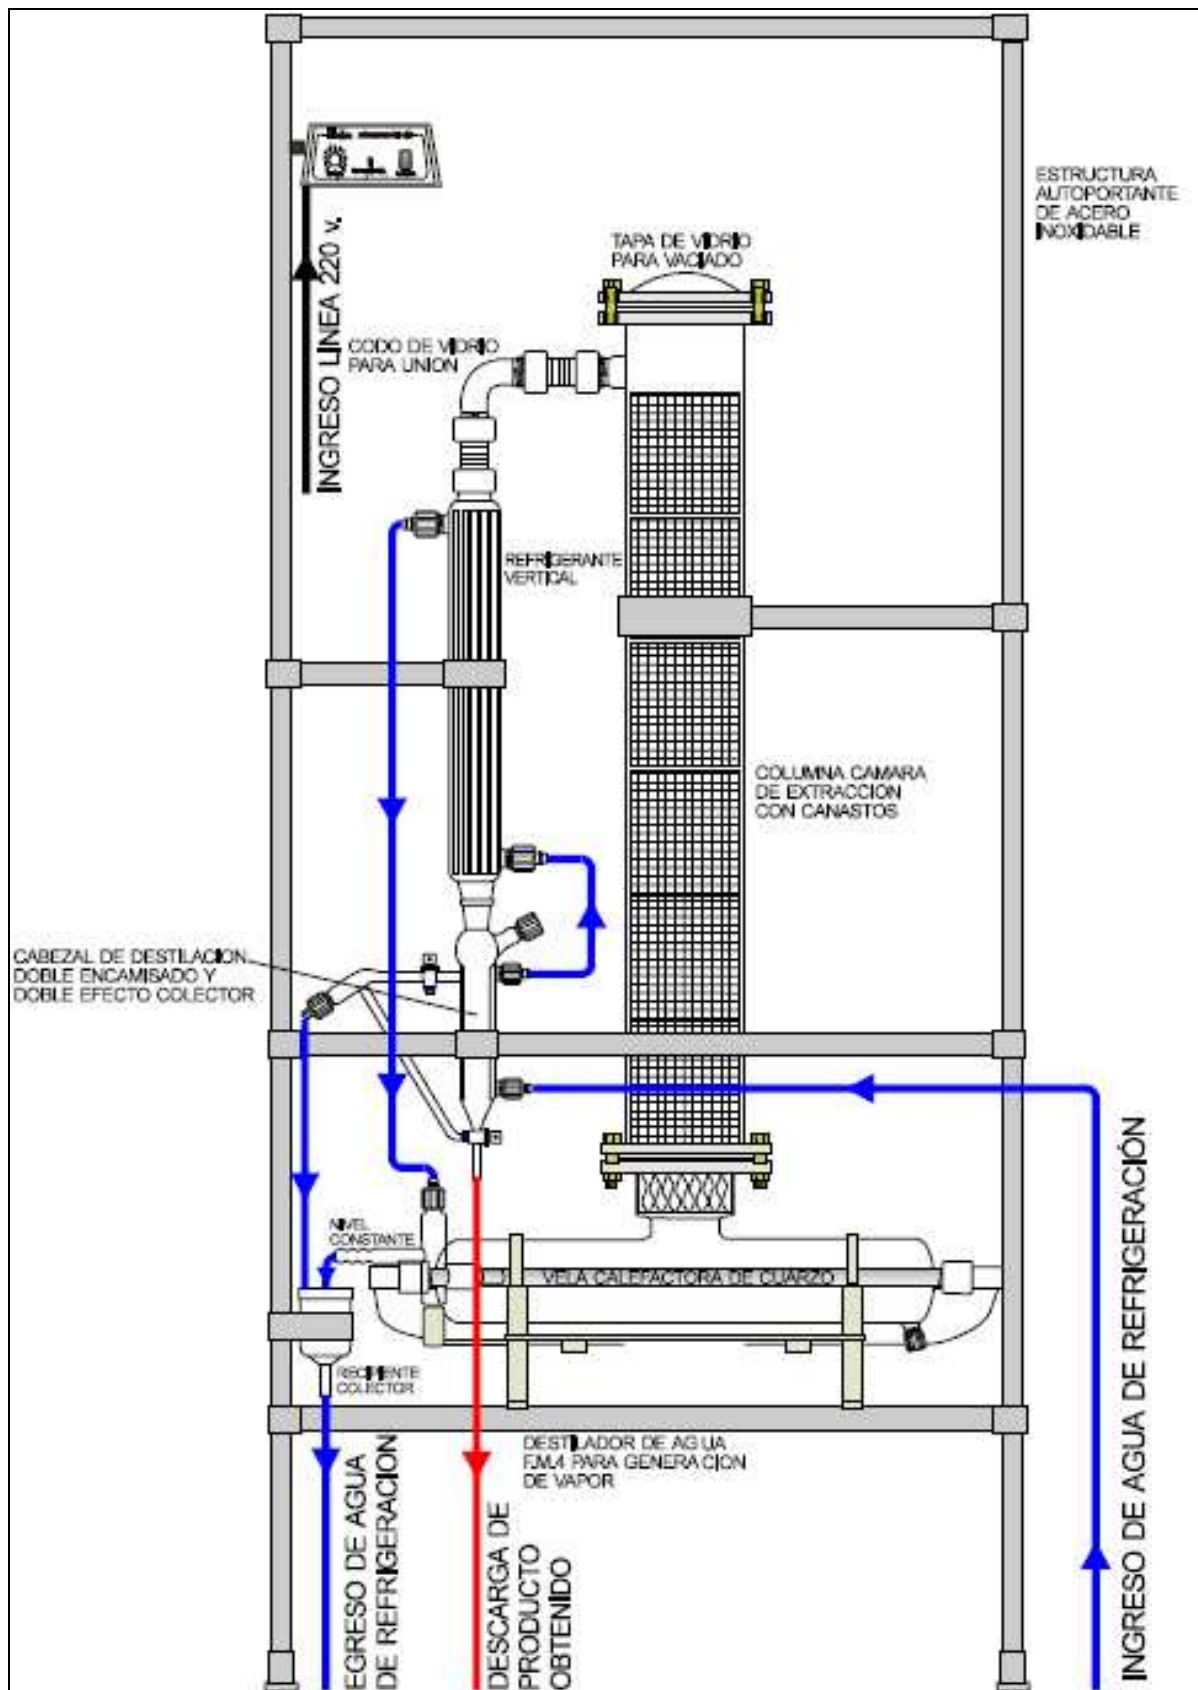 ESTRUCTURA
AUTOPORTANTE
DE ACERO
INOXIDABLE
INGRESO LINEA 220 v.
TAPA DE VIDRIO
PARA VACIADO
CODO DE VIDRIO
PARA UNION
REFRIGERANTE
VERTICAL
COLUMNA CAMARA
DE EXTRACCION
CON CANASTOS
CABEZAL DE DESTILACION
DOBLE ENCAMISADO Y
DOBLE EFECTO COLECTOR
NIVEL
CONSTANTE
VELA CALEFACTORA DE CUARZO
RECIPIENTE
COLECTOR
DESTILADOR DE AGUA
F.M.4 PARA GENERACION
DE VAPOR
EGRESO DE AGUA
DE REFRIGERACION
DESCARGA DE
PRODUCTO
OBTENIDO
INGRESO DE AGUA DE REFRIGERACIÓN